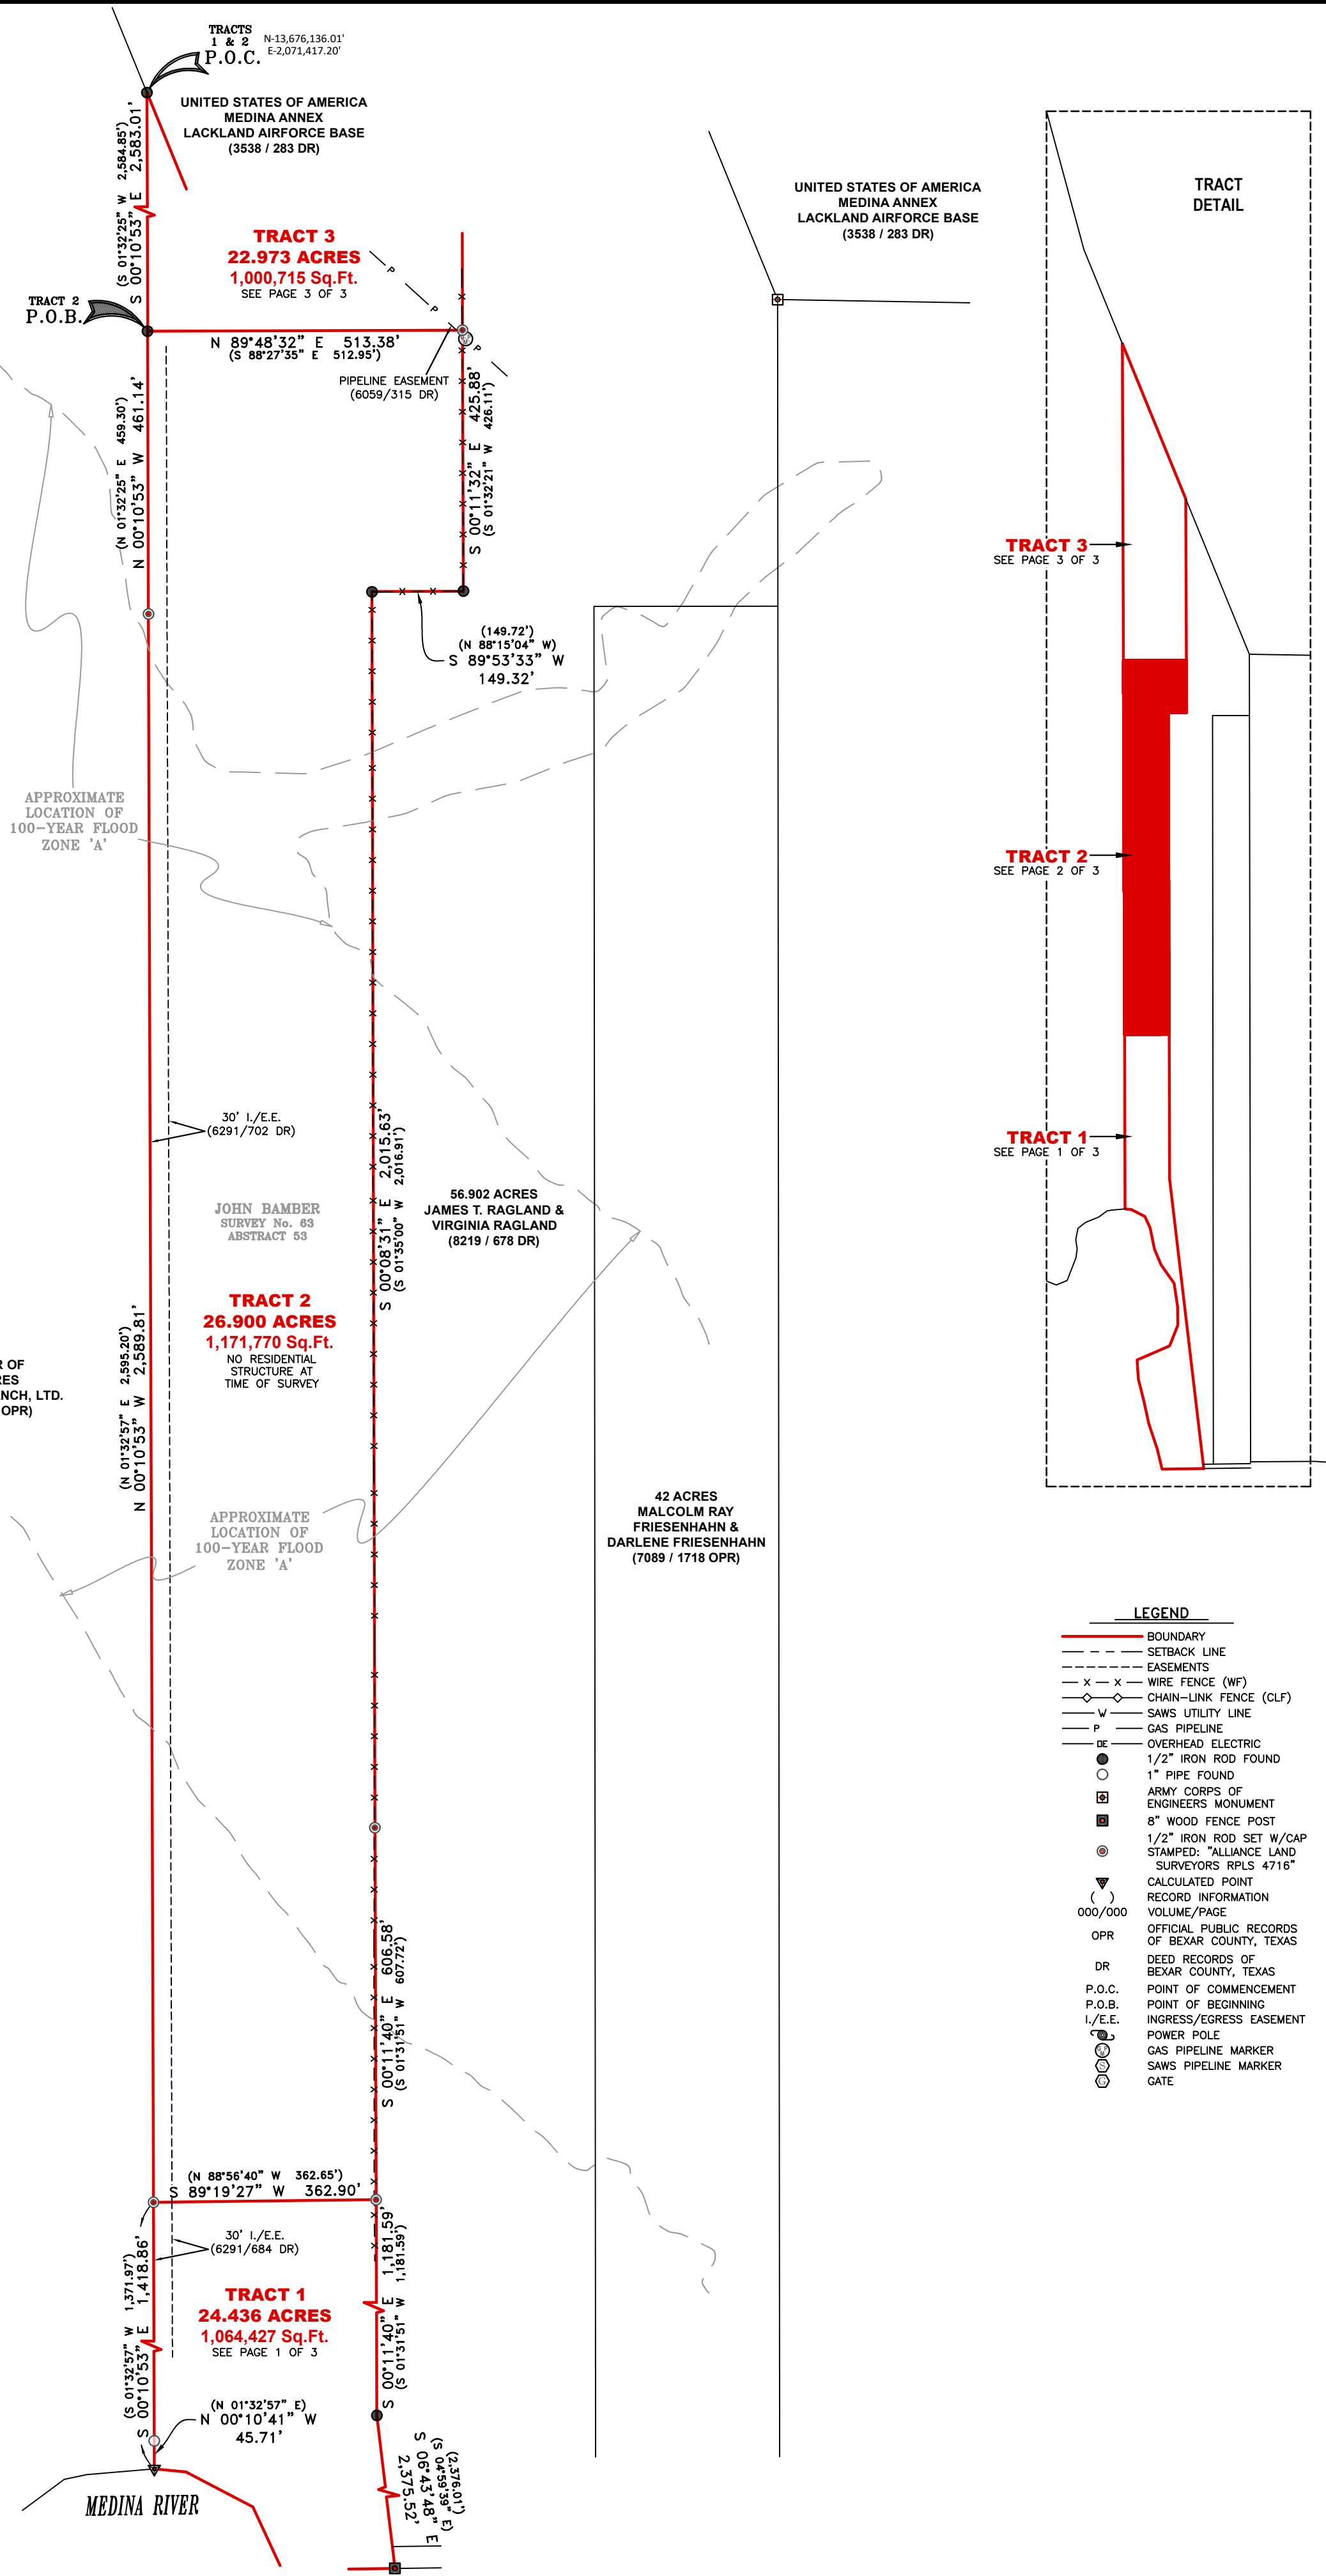 TRACTS
1 & 2
P.O.C.
N-13,676,136.01'
E-2,071,417.20'
UNITED STATES OF AMERICA
MEDINA ANNEX
LACKLAND AIRFORCE BASE
(3538 / 283 DR)
(S 01°32'25" W 2,584.85')
S 00°10'53" E 2,583.01'
TRACT 3
22.973 ACRES
1,000,715 Sq.Ft.
SEE PAGE 3 OF 3
P
P
P
TRACT 2
P.O.B.
N 89°48'32" E 513.38'
(S 88°27'35" E 512.95')
PIPELINE EASEMENT
(6059/315 DR)
(N 01°32'25" E 459.30')
N 00°10'53" W 461.14'
S 00°11'32" E 425.88'
(S 01°32'21" W 426.11')
(149.72')
(N 88°15'04" W)
S 89°53'33" W
149.32'
UNITED STATES OF AMERICA
MEDINA ANNEX
LACKLAND AIRFORCE BASE
(3538 / 283 DR)
APPROXIMATE
LOCATION OF
100-YEAR FLOOD
ZONE 'A'
30' I./E.E.
(6291/702 DR)
JOHN BAMBER
SURVEY No. 63
ABSTRACT 53
S 00°08'31" E 2,015.63'
(S 01°35'00" W 2,016.91')
56.902 ACRES
JAMES T. RAGLAND &
VIRGINIA RAGLAND
(8219 / 678 DR)
TRACT 2
26.900 ACRES
1,171,770 Sq.Ft.
NO RESIDENTIAL
STRUCTURE AT
TIME OF SURVEY
R OF
RES
NCH, LTD.
OPR)
(N 01°32'57" E 2,595.20')
N 00°10'53" W 2,589.81'
APPROXIMATE
LOCATION OF
100-YEAR FLOOD
ZONE 'A'
42 ACRES
MALCOLM RAY
FRIESENHAHN &
DARLENE FRIESENHAHN
(7089 / 1718 OPR)
S 00°11'40" E 606.58'
(S 01°31'51" W 607.72')
(N 88°56'40" W 362.65')
S 89°19'27" W 362.90'
30' I./E.E.
(6291/684 DR)
(S 01°32'57" W 1,371.97')
S 00°10'53" E 1,418.86'
TRACT 1
24.436 ACRES
1,064,427 Sq.Ft.
SEE PAGE 1 OF 3
S 00°11'40" E 1,181.59'
(S 01°31'51" W 1,181.59')
(N 01°32'57" E)
N 00°10'41" W
45.71'
MEDINA RIVER
(2,376.01')
(S 04°59'39" E)
S 06°43'48" E
2,375.52'
TRACT
DETAIL
TRACT 3
SEE PAGE 3 OF 3
TRACT 2
SEE PAGE 2 OF 3
TRACT 1
SEE PAGE 1 OF 3
LEGEND
BOUNDARY
SETBACK LINE
EASEMENTS
X X WIRE FENCE (WF)
CHAIN-LINK FENCE (CLF)
W SAWS UTILITY LINE
P GAS PIPELINE
OE OVERHEAD ELECTRIC
1/2" IRON ROD FOUND
1" PIPE FOUND
ARMY CORPS OF
ENGINEERS MONUMENT
8" WOOD FENCE POST
1/2" IRON ROD SET W/CAP
STAMPED: "ALLIANCE LAND
SURVEYORS RPLS 4716"
CALCULATED POINT
( ) RECORD INFORMATION
000/000 VOLUME/PAGE
OPR OFFICIAL PUBLIC RECORDS
OF BEXAR COUNTY, TEXAS
DR DEED RECORDS OF
BEXAR COUNTY, TEXAS
P.O.C. POINT OF COMMENCEMENT
P.O.B. POINT OF BEGINNING
I./E.E. INGRESS/EGRESS EASEMENT
POWER POLE
GAS PIPELINE MARKER
S SAWS PIPELINE MARKER
G GATE